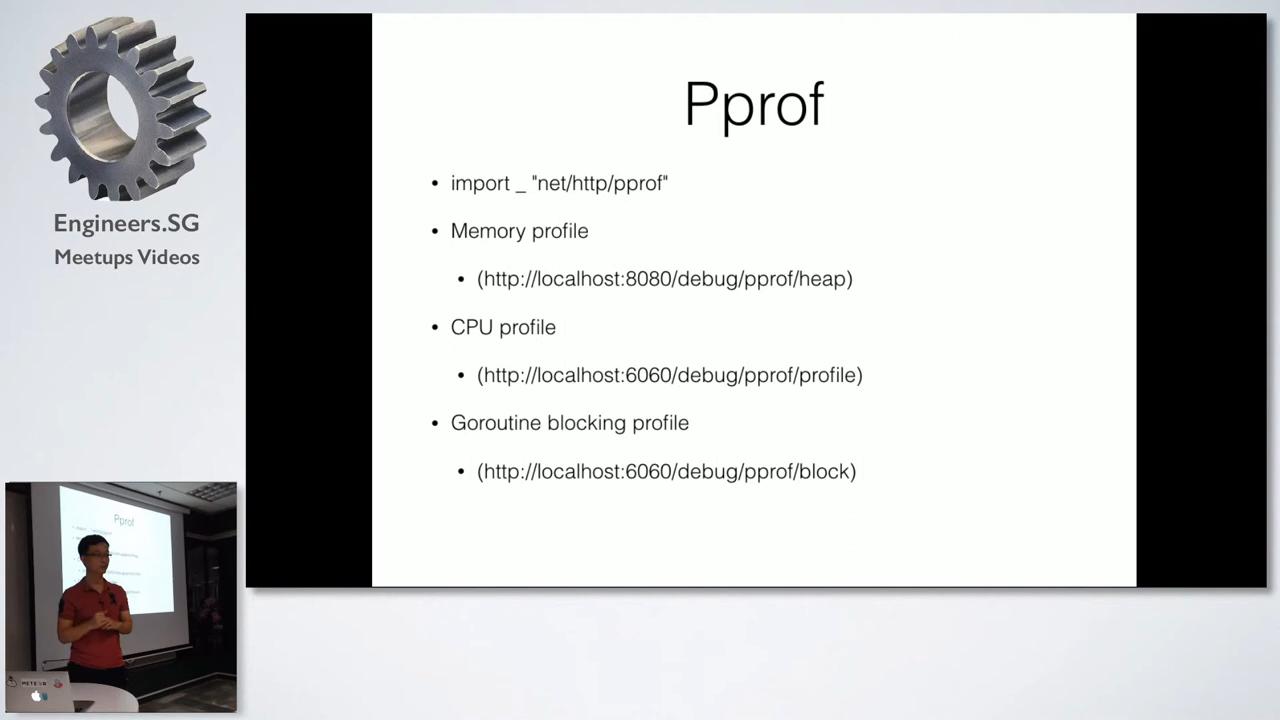 Engineers.SG
Meetups Videos
Pprof
• import _ "net/http/pprof"
• Memory profile
• (http://localhost:8080/debug/pprof/heap)
• CPU profile
• (http://localhost:6060/debug/pprof/profile)
• Goroutine blocking profile
• (http://localhost:6060/debug/pprof/block)
Pprof